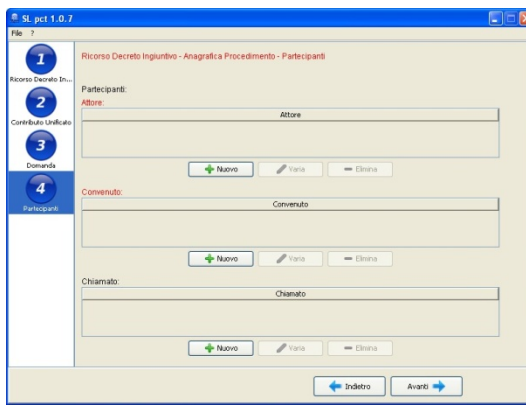 SL pct 1.0.7
File ?
1
Ricorso Decreto In...
2
Contributo Unificato
3
Domanda
4
Partecipanti
Ricorso Decreto Ingiuntivo - Anagrafica Procedimento - Partecipanti
Partecipanti:
Attore:
Attore
Nuovo Varia Elimina
Convenuto:
Convenuto
Nuovo Varia Elimina
Chiamato:
Chiamato
Nuovo Varia Elimina
Indietro Avanti